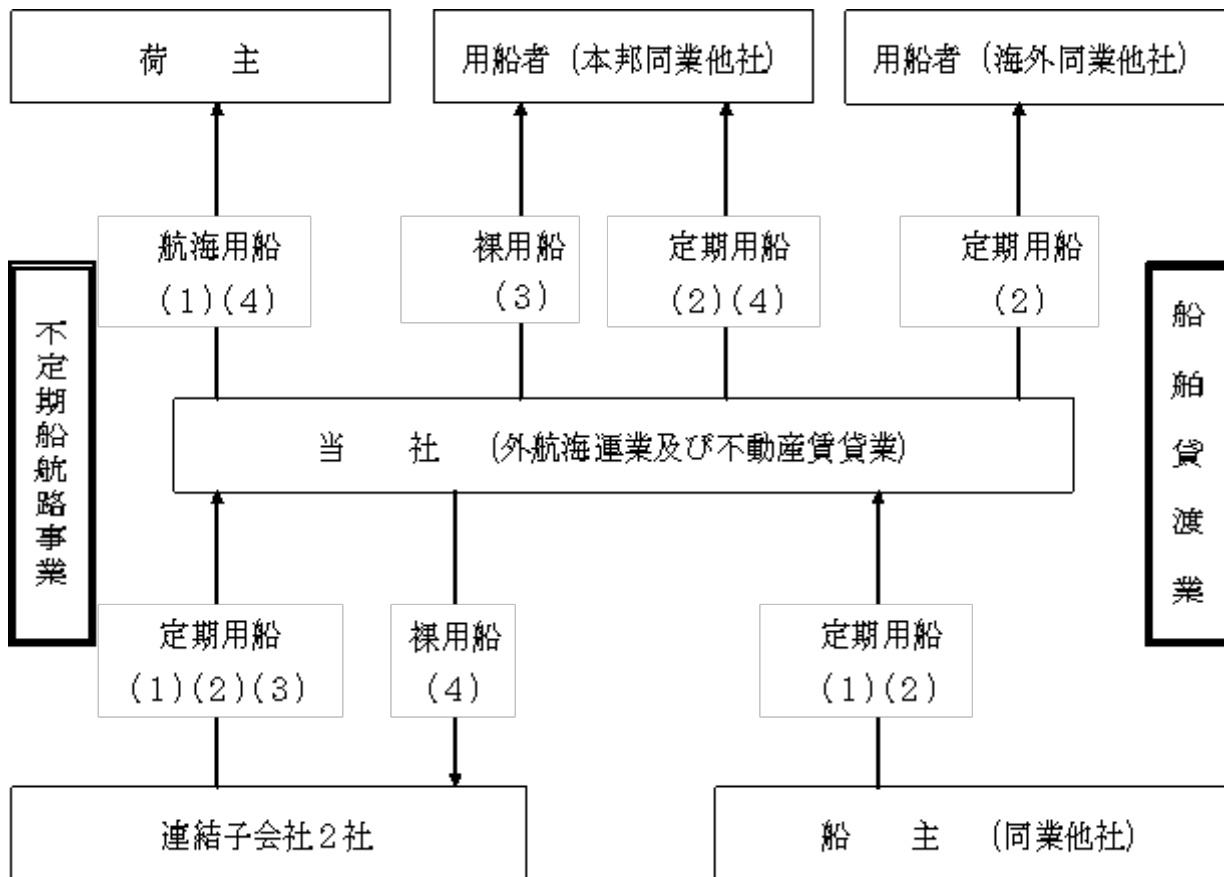 荷　　主
用船者（本邦同業他社）
用船者（海外同業他社）
航海用船
(1)(4)
裸用船
(3)
定期用船
(2)(4)
定期用船
(2)
不定期船航路事業
船舶貸渡業
当　　社　(外航海運業及び不動産賃貸業)
定期用船
(1)(2)(3)
裸用船
(4)
定期用船
(1)(2)
連結子会社２社
船　　主　(同業他社)